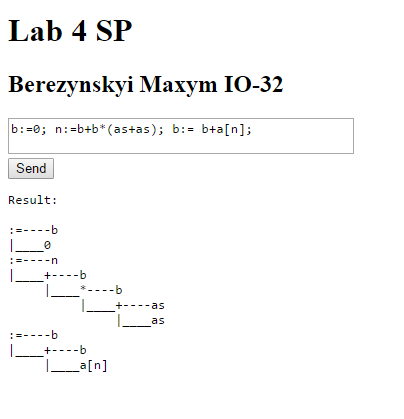 Lab 4 SP
Berezynskyi Maxym IO-32
b:=0; n:=b+b*(as+as); b:= b+a[n];
Send
Result:
:=----b
|____0
:=----n
|____+----b
     |____*----b
          |____+----as
               |____as
:=----b
|____+----b
     |____a[n]